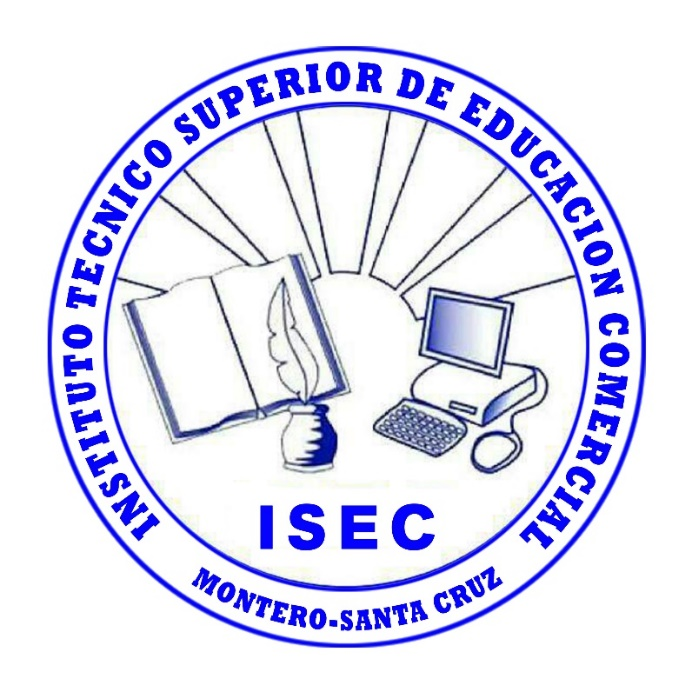 INSTITUTO TECNICO SUPERIOR DE EDUCACION COMERCIAL
ISEC
MONTERO-SANTA CRUZ